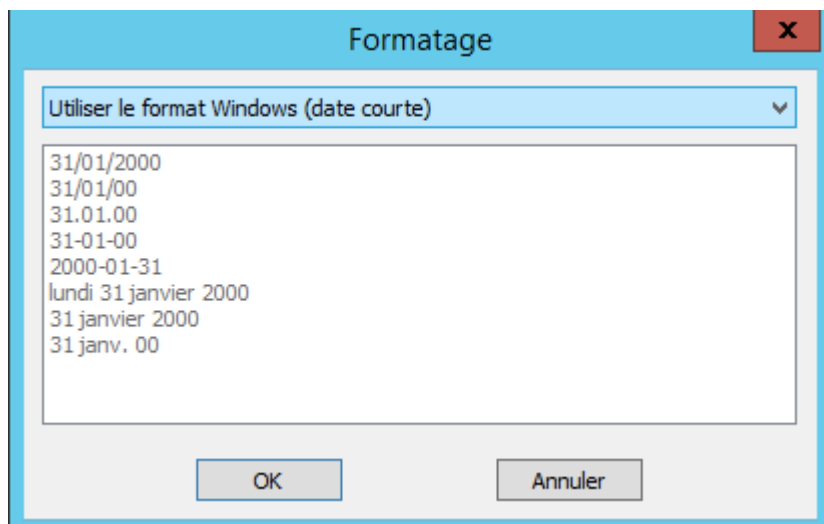 Formatage
x
Utiliser le format Windows (date courte)
31/01/2000
31/01/00
31.01.00
31-01-00
2000-01-31
lundi 31 janvier 2000
31 janvier 2000
31 janv. 00
OK
Annuler